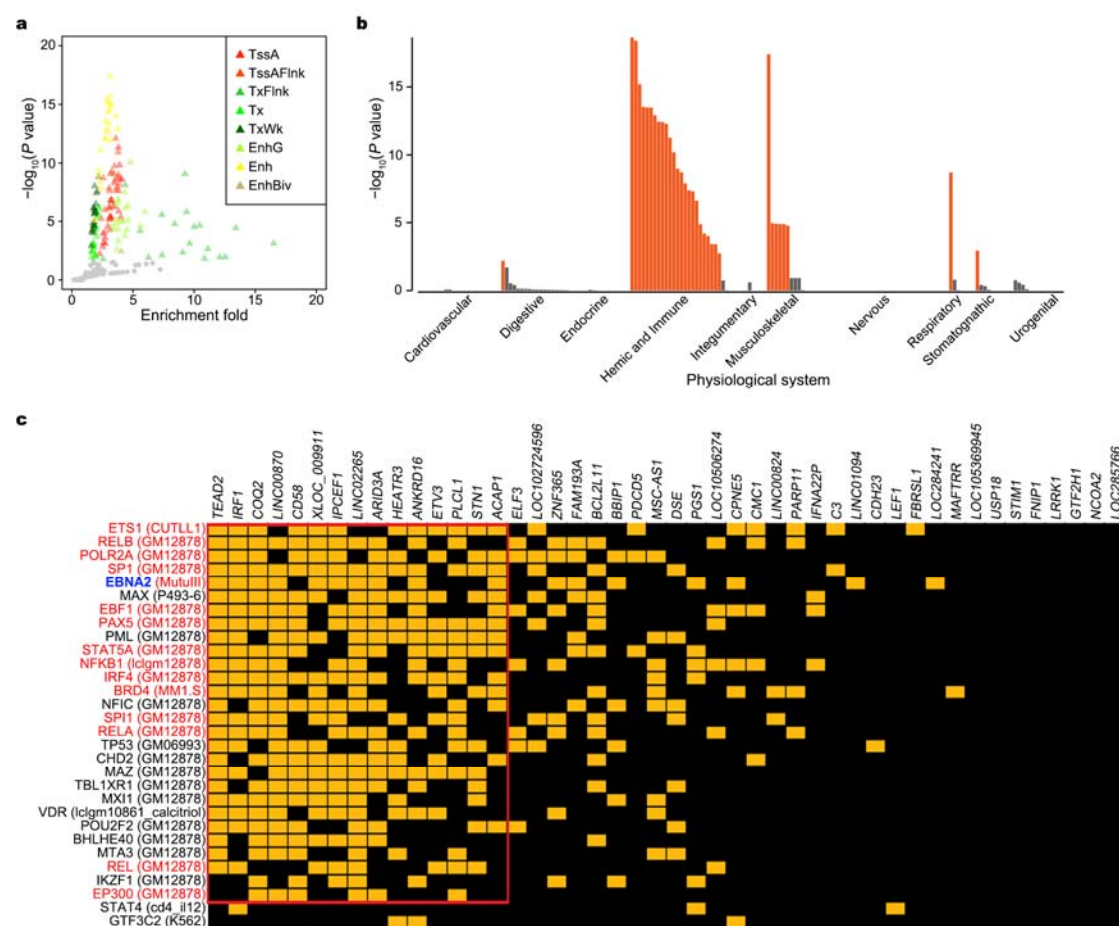 a
20
15
10
5
0
−log10(P value)
0 5 10 15 20
Enrichment fold
TssA
TssAFlnk
TxFlnk
Tx
TxWk
EnhG
Enh
EnhBiv
b
15
10
5
0
−log10(P value)
Cardiovascular
Digestive
Endocrine
Hemic and Immune
Integumentary
Musculoskeletal
Nervous
Respiratory
Stomatognathic
Urogenital
Physiological system
c
TEAD2
IRF1
COQ2
LINC00870
CD58
XLOC_009911
IPCEF1
LINC02265
ARID3A
HEATR3
ANKRD16
ETV3
PLCL1
STN1
ACAP1
ELF3
LOC102724596
ZNF365
FAM193A
BCL2L11
BBIP1
PDCD5
MSC-AS1
DSE
PGS1
LOC10506274
CPNE5
CMC1
LINC00824
PARP11
IFNA22P
C3
LINC01094
CDH23
LEF1
FBRSL1
LOC284241
MAFTRR
LOC105369945
USP18
STIM1
FNIP1
LRRK1
GTF2H1
NCOA2
LOC285766
ETS1 (CUTLL1)
RELB (GM12878)
POLR2A (GM12878)
SP1 (GM12878)
EBNA2 (MutuIII)
MAX (P493-6)
EBF1 (GM12878)
PAX5 (GM12878)
PML (GM12878)
STAT5A (GM12878)
NFKB1 (lclgm12878)
IRF4 (GM12878)
BRD4 (MM1.S)
NFIC (GM12878)
SPI1 (GM12878)
RELA (GM12878)
TP53 (GM06993)
CHD2 (GM12878)
MAZ (GM12878)
TBL1XR1 (GM12878)
MXI1 (GM12878)
VDR (lclgm10861_calcitriol)
POU2F2 (GM12878)
BHLHE40 (GM12878)
MTA3 (GM12878)
REL (GM12878)
IKZF1 (GM12878)
EP300 (GM12878)
STAT4 (cd4_il12)
GTF3C2 (K562)